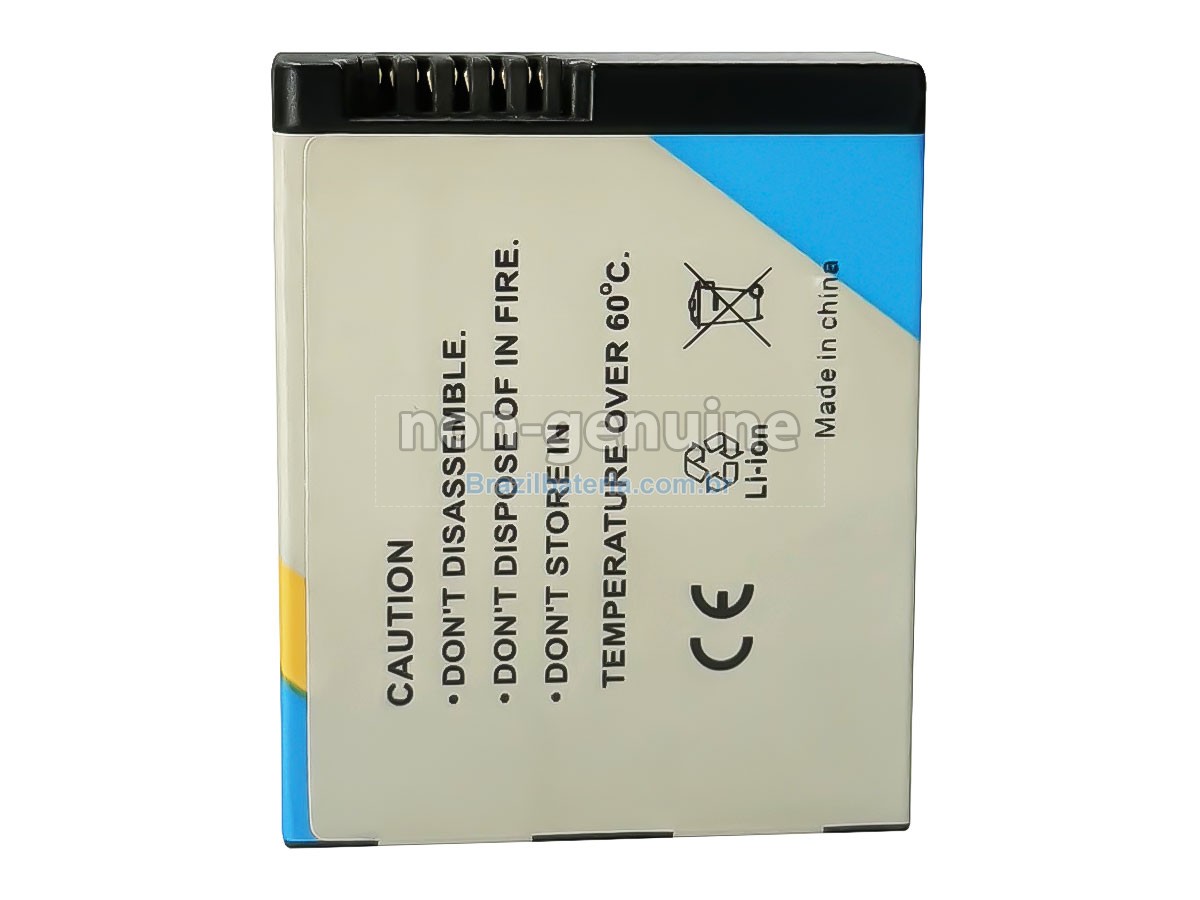 CAUTION
• DON'T DISASSEMBLE.
• DON'T DISPOSE OF IN FIRE.
• DON'T STORE IN
TEMPERATURE OVER 60°C.
CE
Li-ion
Made in china
non-genuine
Brazilbateria.com.br